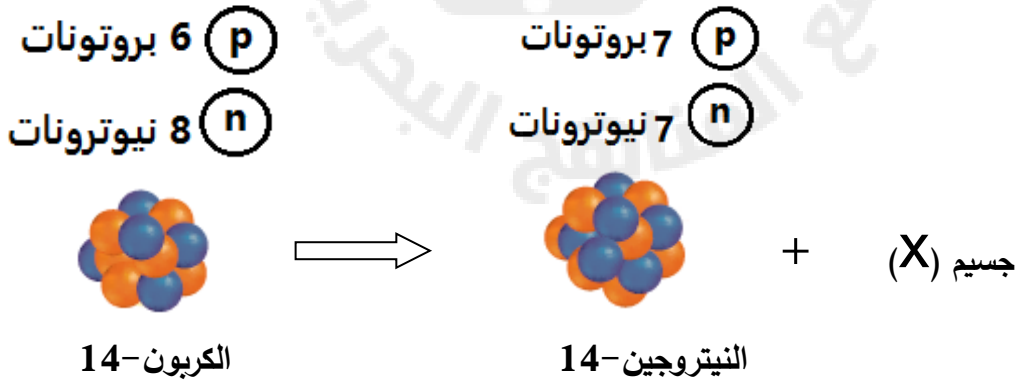 6 بروتونات p
7 بروتونات p
8 نيوترونات n
7 نيوترونات n
+
جسيم (X)
الكربون-14
النيتروجين-14